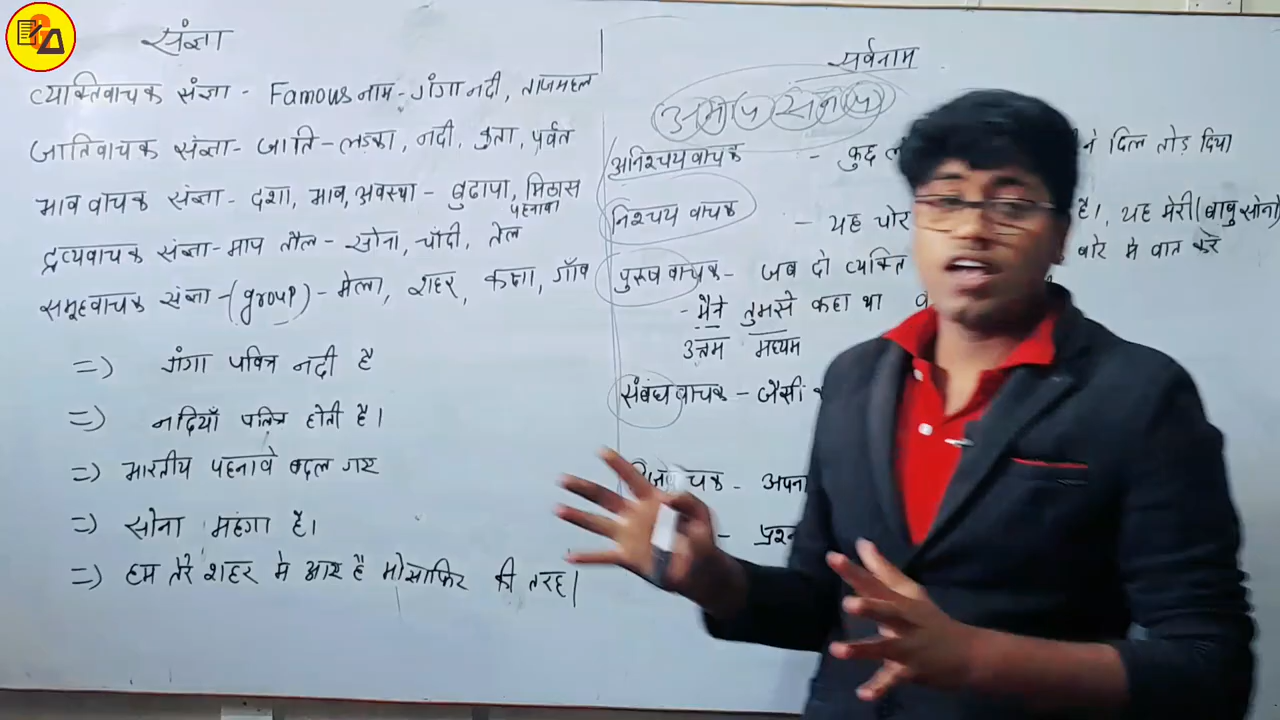 संज्ञा
व्यक्तिवाचक संज्ञा - Famous नाम - गंगा नदी, ताजमहल
जातिवाचक संज्ञा - जाति - लड़का, नदी, कुत्ता, पर्वत
भाव वाचक संज्ञा - दशा, भाव, अवस्था - बुढापा, मिठास
पहनावा
द्रव्यवाचक संज्ञा - माप तौल - सोना, चाँदी, तेल
समूहवाचक संज्ञा - (group) - मेला, शहर, कक्षा, गाँव
=) गंगा पवित्र नदी है
=) नदियाँ पवित्र होती है।
=) भारतीय पहनावे बदल गए
=) सोना महंगा है।
=) हम तेरे शहर मे आए है मोसाफिर की तरह।
सर्वनाम
अनिश्चयवाचक - कुछ ने दिल तोड़ दिया
निश्चय वाचक - यह चोर है।, यह मेरी (बाबु सोना)
पुरुषवाचक - जब दो व्यक्ति बारे मे बात करे
- मैने तुमसे कहा था
उत्तम मध्यम
संबंधवाचक - जैसी
चक - अपना
- प्रश्न